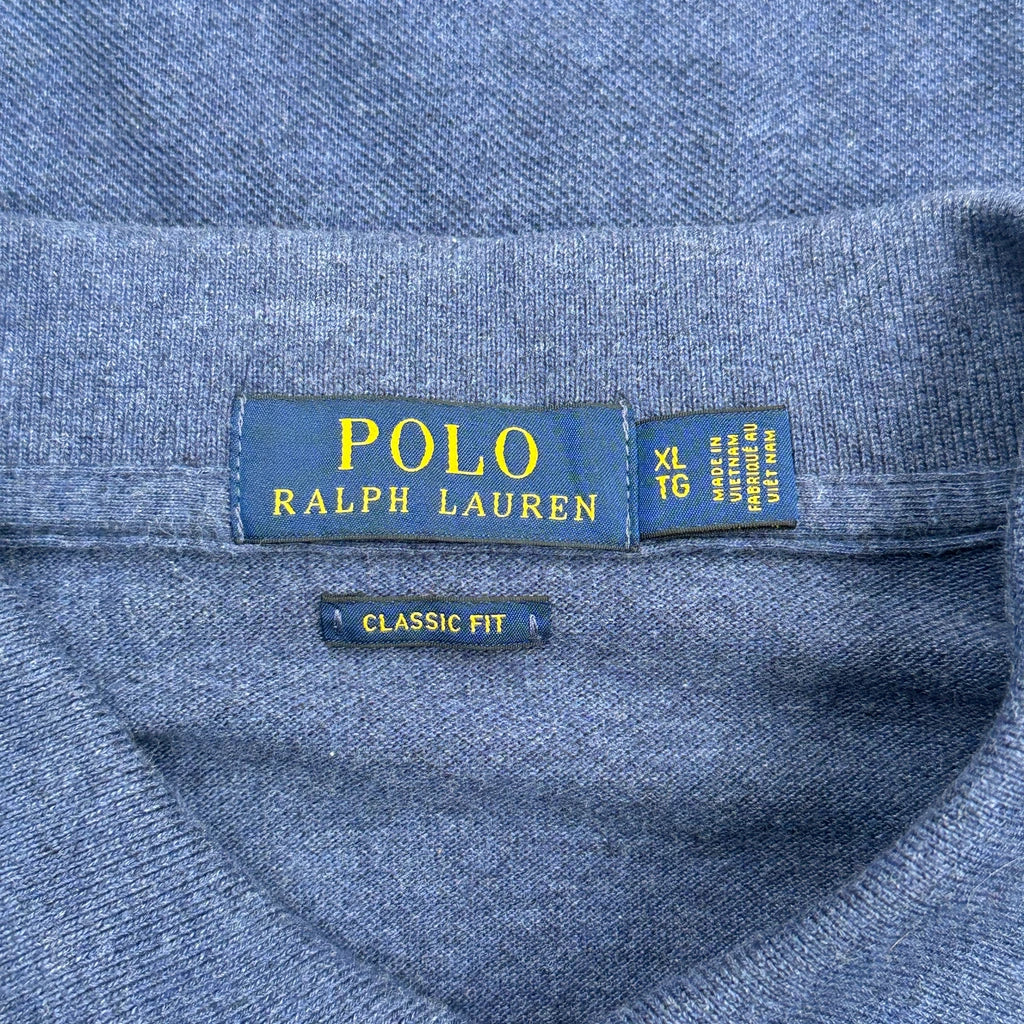 POLO
RALPH LAUREN
XL
TG
MADE IN
VIETNAM
FABRIQUÉ AU
VIÊT NAM
CLASSIC FIT